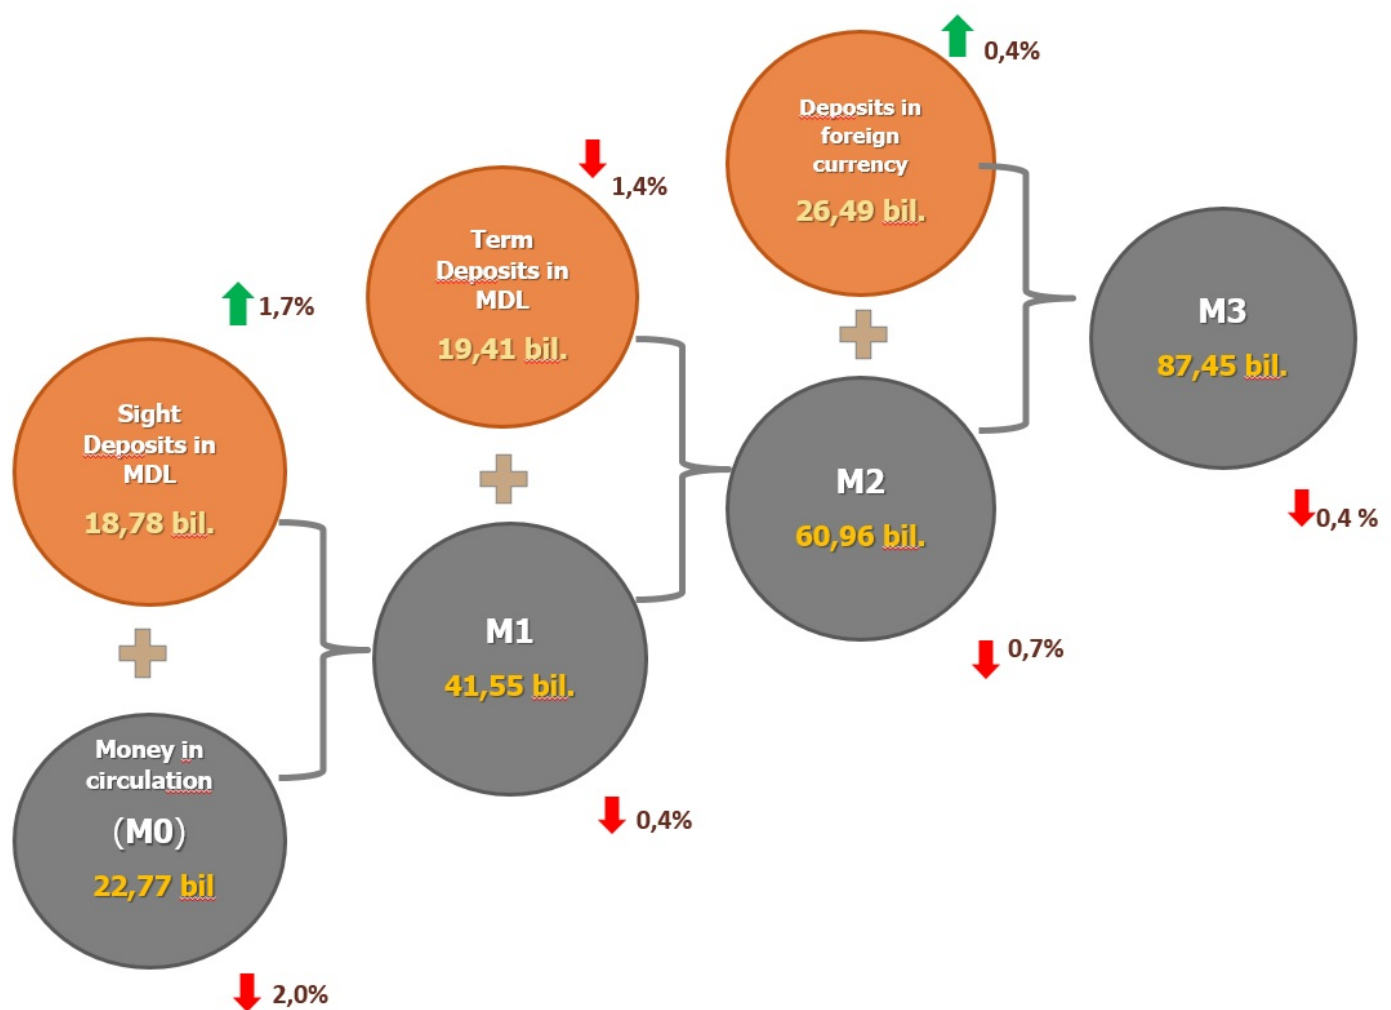 1,7%
Sight
Deposits in
MDL
18,78 bil.
Money in
circulation
(M0)
22,77 bil
2,0%
1,4%
Term
Deposits in
MDL
19,41 bil.
M1
41,55 bil.
0,4%
0,4%
Deposits in
foreign
currency
26,49 bil.
M2
60,96 bil.
0,7%
M3
87,45 bil.
0,4 %